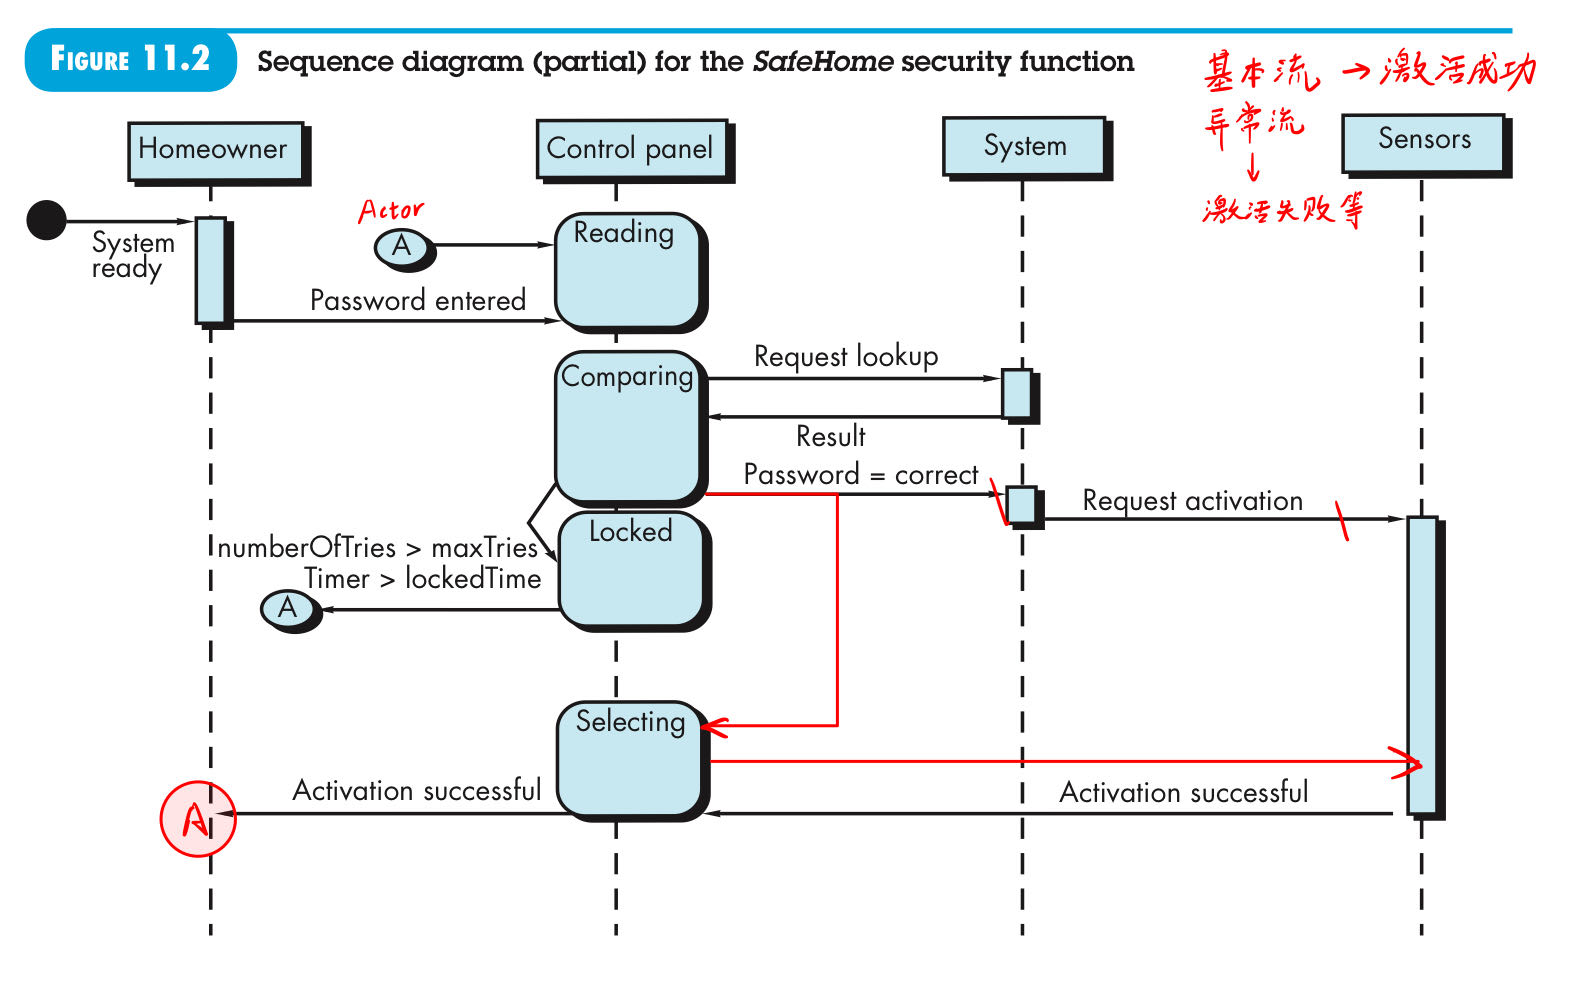 FIGURE 11.2
Sequence diagram (partial) for the SafeHome security function
基本流 → 激活成功
异常流
↓
激活失败等
Homeowner
Control panel
System
Sensors
System
ready
Actor
A
Reading
Password entered
Comparing
Request lookup
Result
Password = correct
Request activation
Locked
numberOfTries > maxTries
Timer > lockedTime
A
Selecting
Activation successful
Activation successful
A